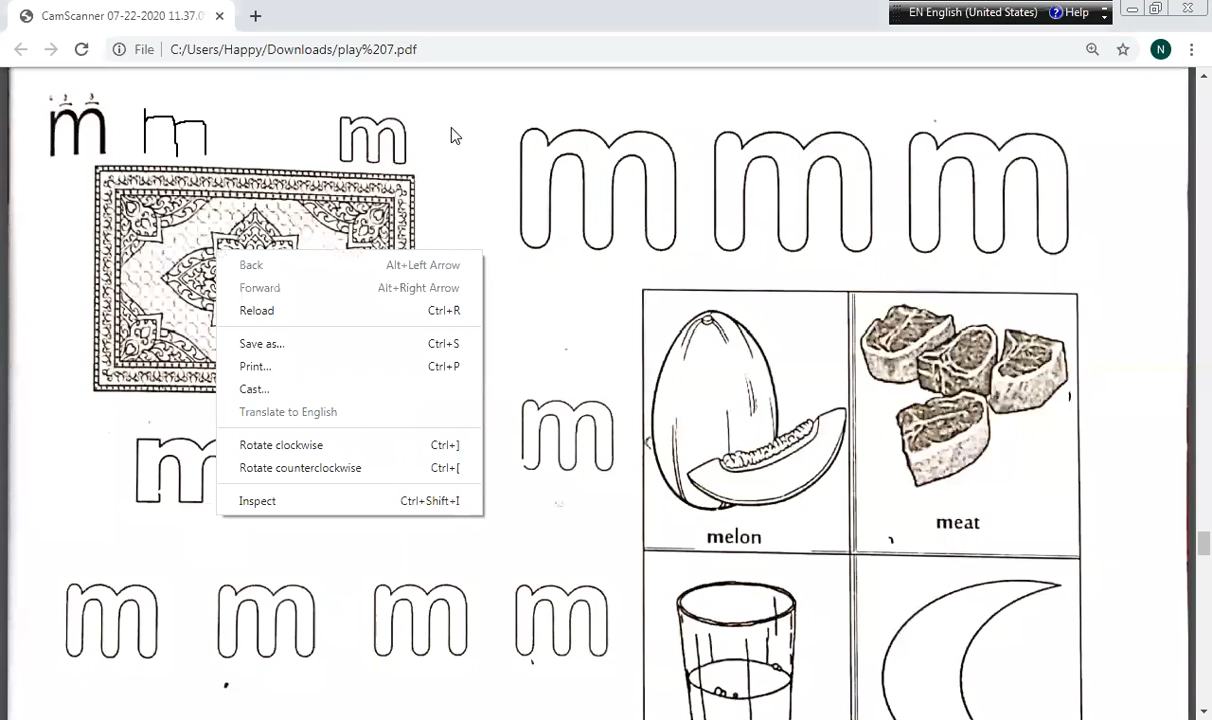 CamScanner 07-22-2020 11.37.0
EN English (United States)
Help
File
C:/Users/Happy/Downloads/play%207.pdf
N
m m m
m m m
Back Alt+Left Arrow
Forward Alt+Right Arrow
Reload Ctrl+R
Save as... Ctrl+S
Print... Ctrl+P
Cast...
Translate to English
Rotate clockwise Ctrl+]
Rotate counterclockwise Ctrl+[
Inspect Ctrl+Shift+I
m m
melon
meat
m m m m